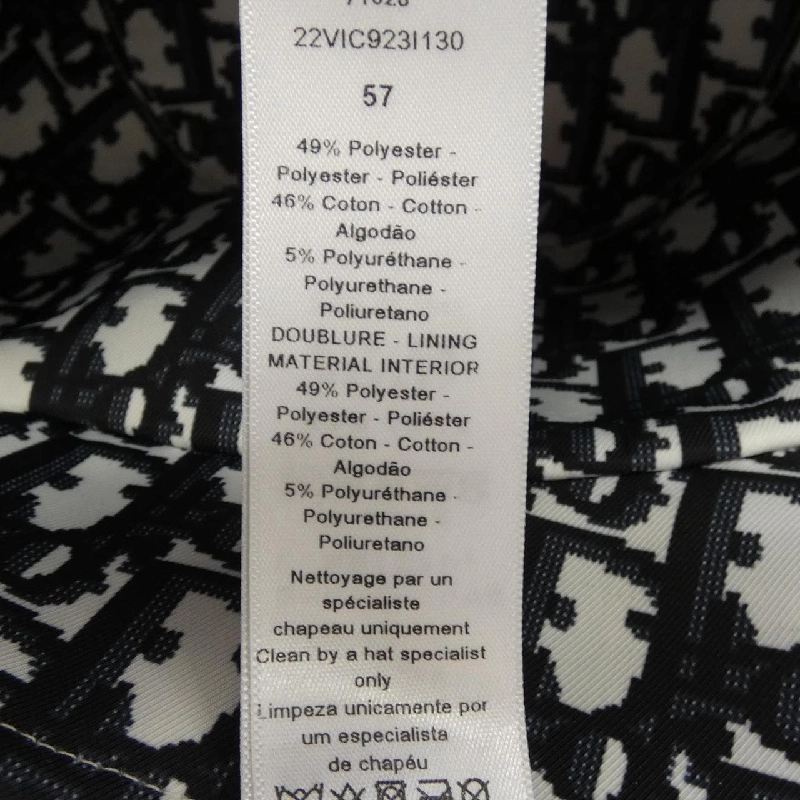 22VIC923I130
57
49% Polyester -
Polyester - Poliéster
46% Coton - Cotton -
Algodão
5% Polyuréthane -
Polyurethane -
Poliuretano
DOUBLURE - LINING
MATERIAL INTERIOR
49% Polyester -
Polyester - Poliéster
46% Coton - Cotton -
Algodão
5% Polyuréthane -
Polyurethane -
Poliuretano
Nettoyage par un
spécialiste
chapeau uniquement
Clean by a hat specialist
only
Limpeza unicamente por
um especialista
de chapéu